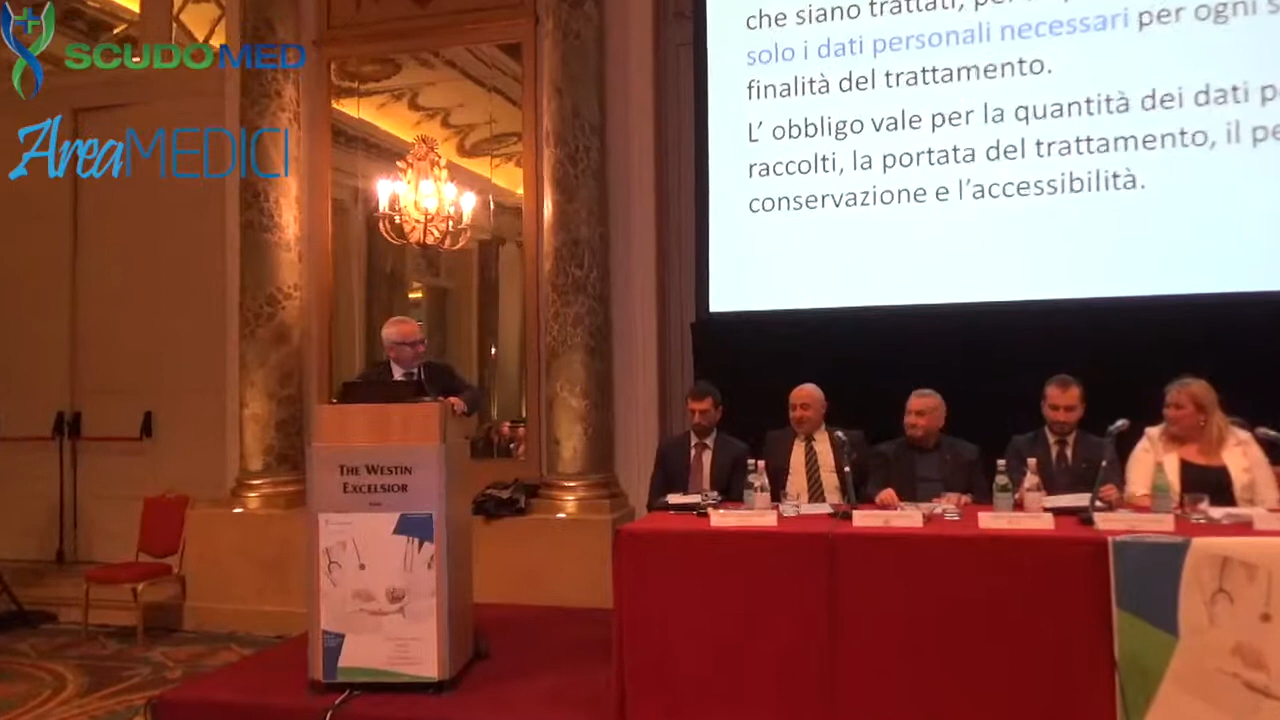 SCUDOMED
AreaMEDICI
che siano trattati, per
solo i dati personali necessari per ogni
finalità del trattamento.
L' obbligo vale per la quantità dei dati
raccolti, la portata del trattamento, il
conservazione e l'accessibilità.
THE WESTIN
EXCELSIOR